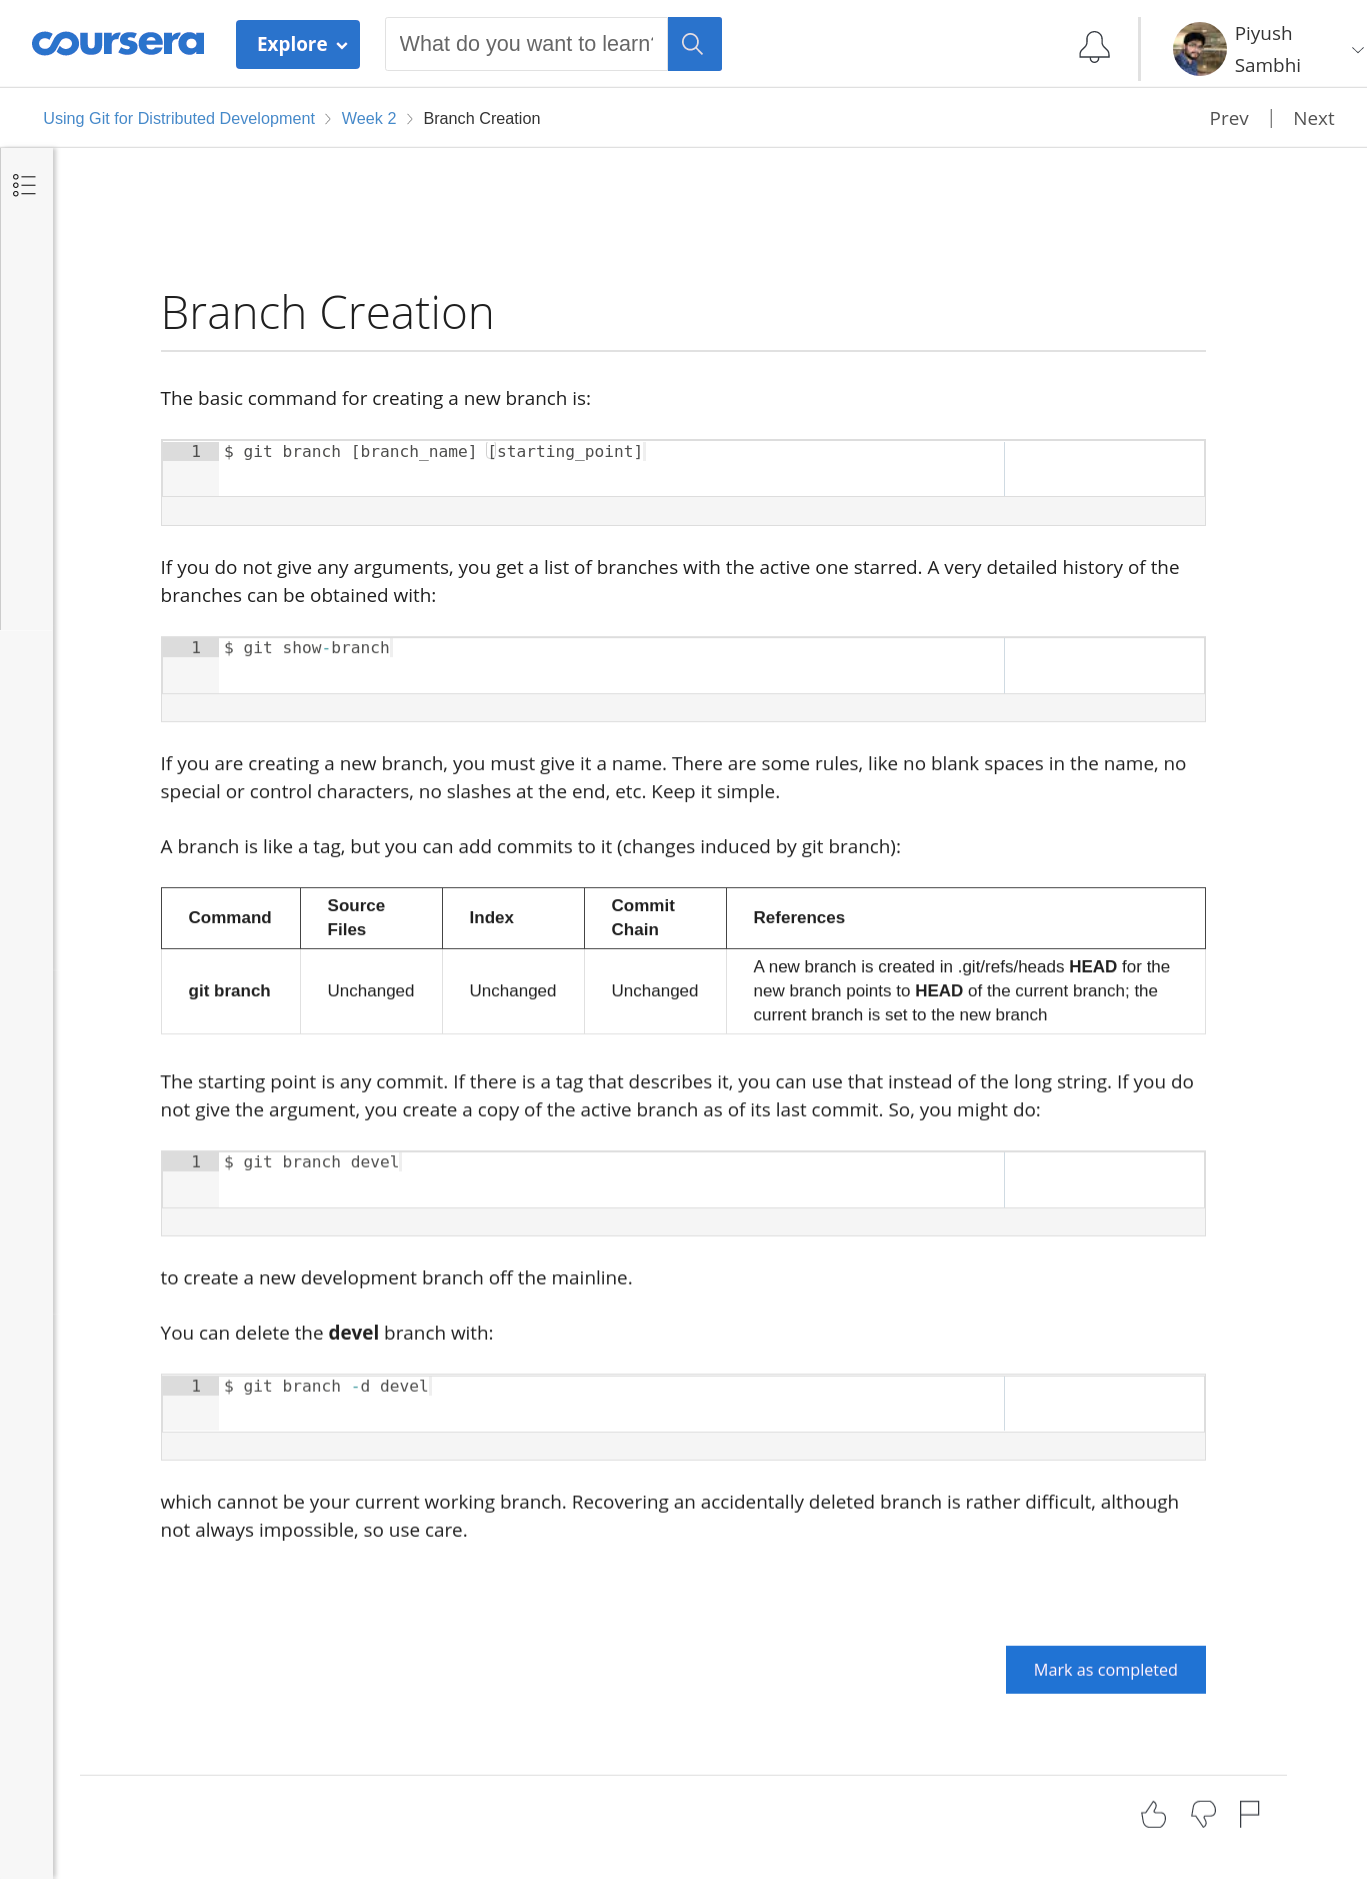 coursera
Explore
What do you want to learn?
Piyush
Sambhi
Using Git for Distributed Development
Week 2
Branch Creation
Prev | Next
Branch Creation
The basic command for creating a new branch is:
1 $ git branch [branch_name] [starting_point]
If you do not give any arguments, you get a list of branches with the active one starred. A very detailed history of the
branches can be obtained with:
1 $ git show-branch
If you are creating a new branch, you must give it a name. There are some rules, like no blank spaces in the name, no
special or control characters, no slashes at the end, etc. Keep it simple.
A branch is like a tag, but you can add commits to it (changes induced by git branch):
Command
Source
Files
Index
Commit
Chain
References
git branch
Unchanged
Unchanged
Unchanged
A new branch is created in .git/refs/heads HEAD for the
new branch points to HEAD of the current branch; the
current branch is set to the new branch
The starting point is any commit. If there is a tag that describes it, you can use that instead of the long string. If you do
not give the argument, you create a copy of the active branch as of its last commit. So, you might do:
1 $ git branch devel
to create a new development branch off the mainline.
You can delete the devel branch with:
1 $ git branch -d devel
which cannot be your current working branch. Recovering an accidentally deleted branch is rather difficult, although
not always impossible, so use care.
Mark as completed